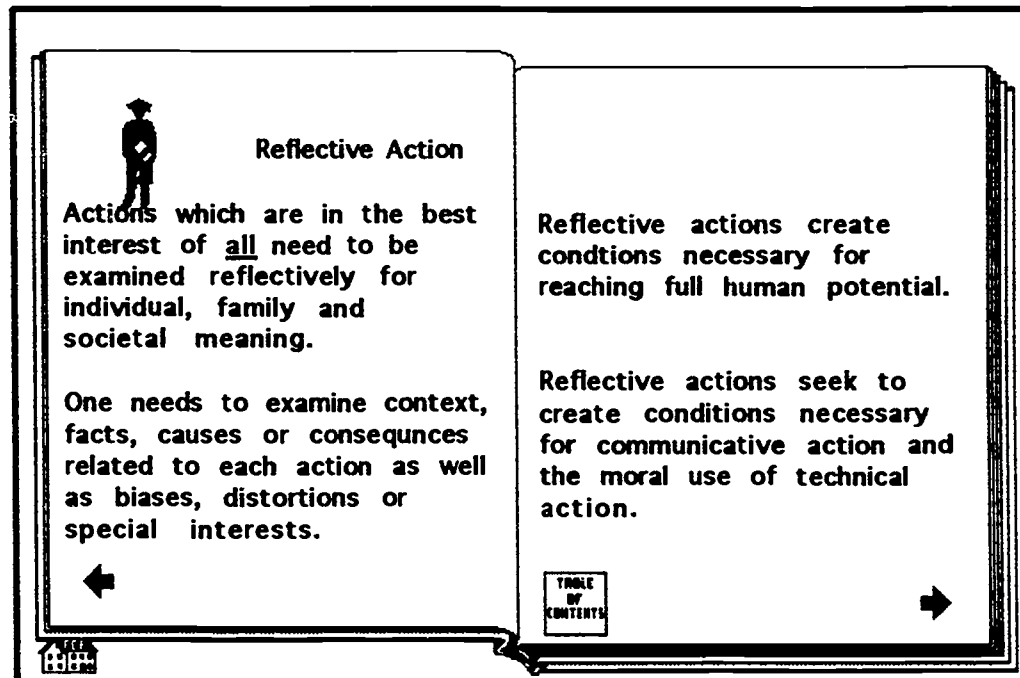 Reflective Action
Actions which are in the best
interest of all need to be
examined reflectively for
individual, family and
societal meaning.
One needs to examine context,
facts, causes or consequnces
related to each action as well
as biases, distortions or
special interests.
Reflective actions create
condtions necessary for
reaching full human potential.
Reflective actions seek to
create conditions necessary
for communicative action and
the moral use of technical
action.
TABLE
OF
CONTENTS